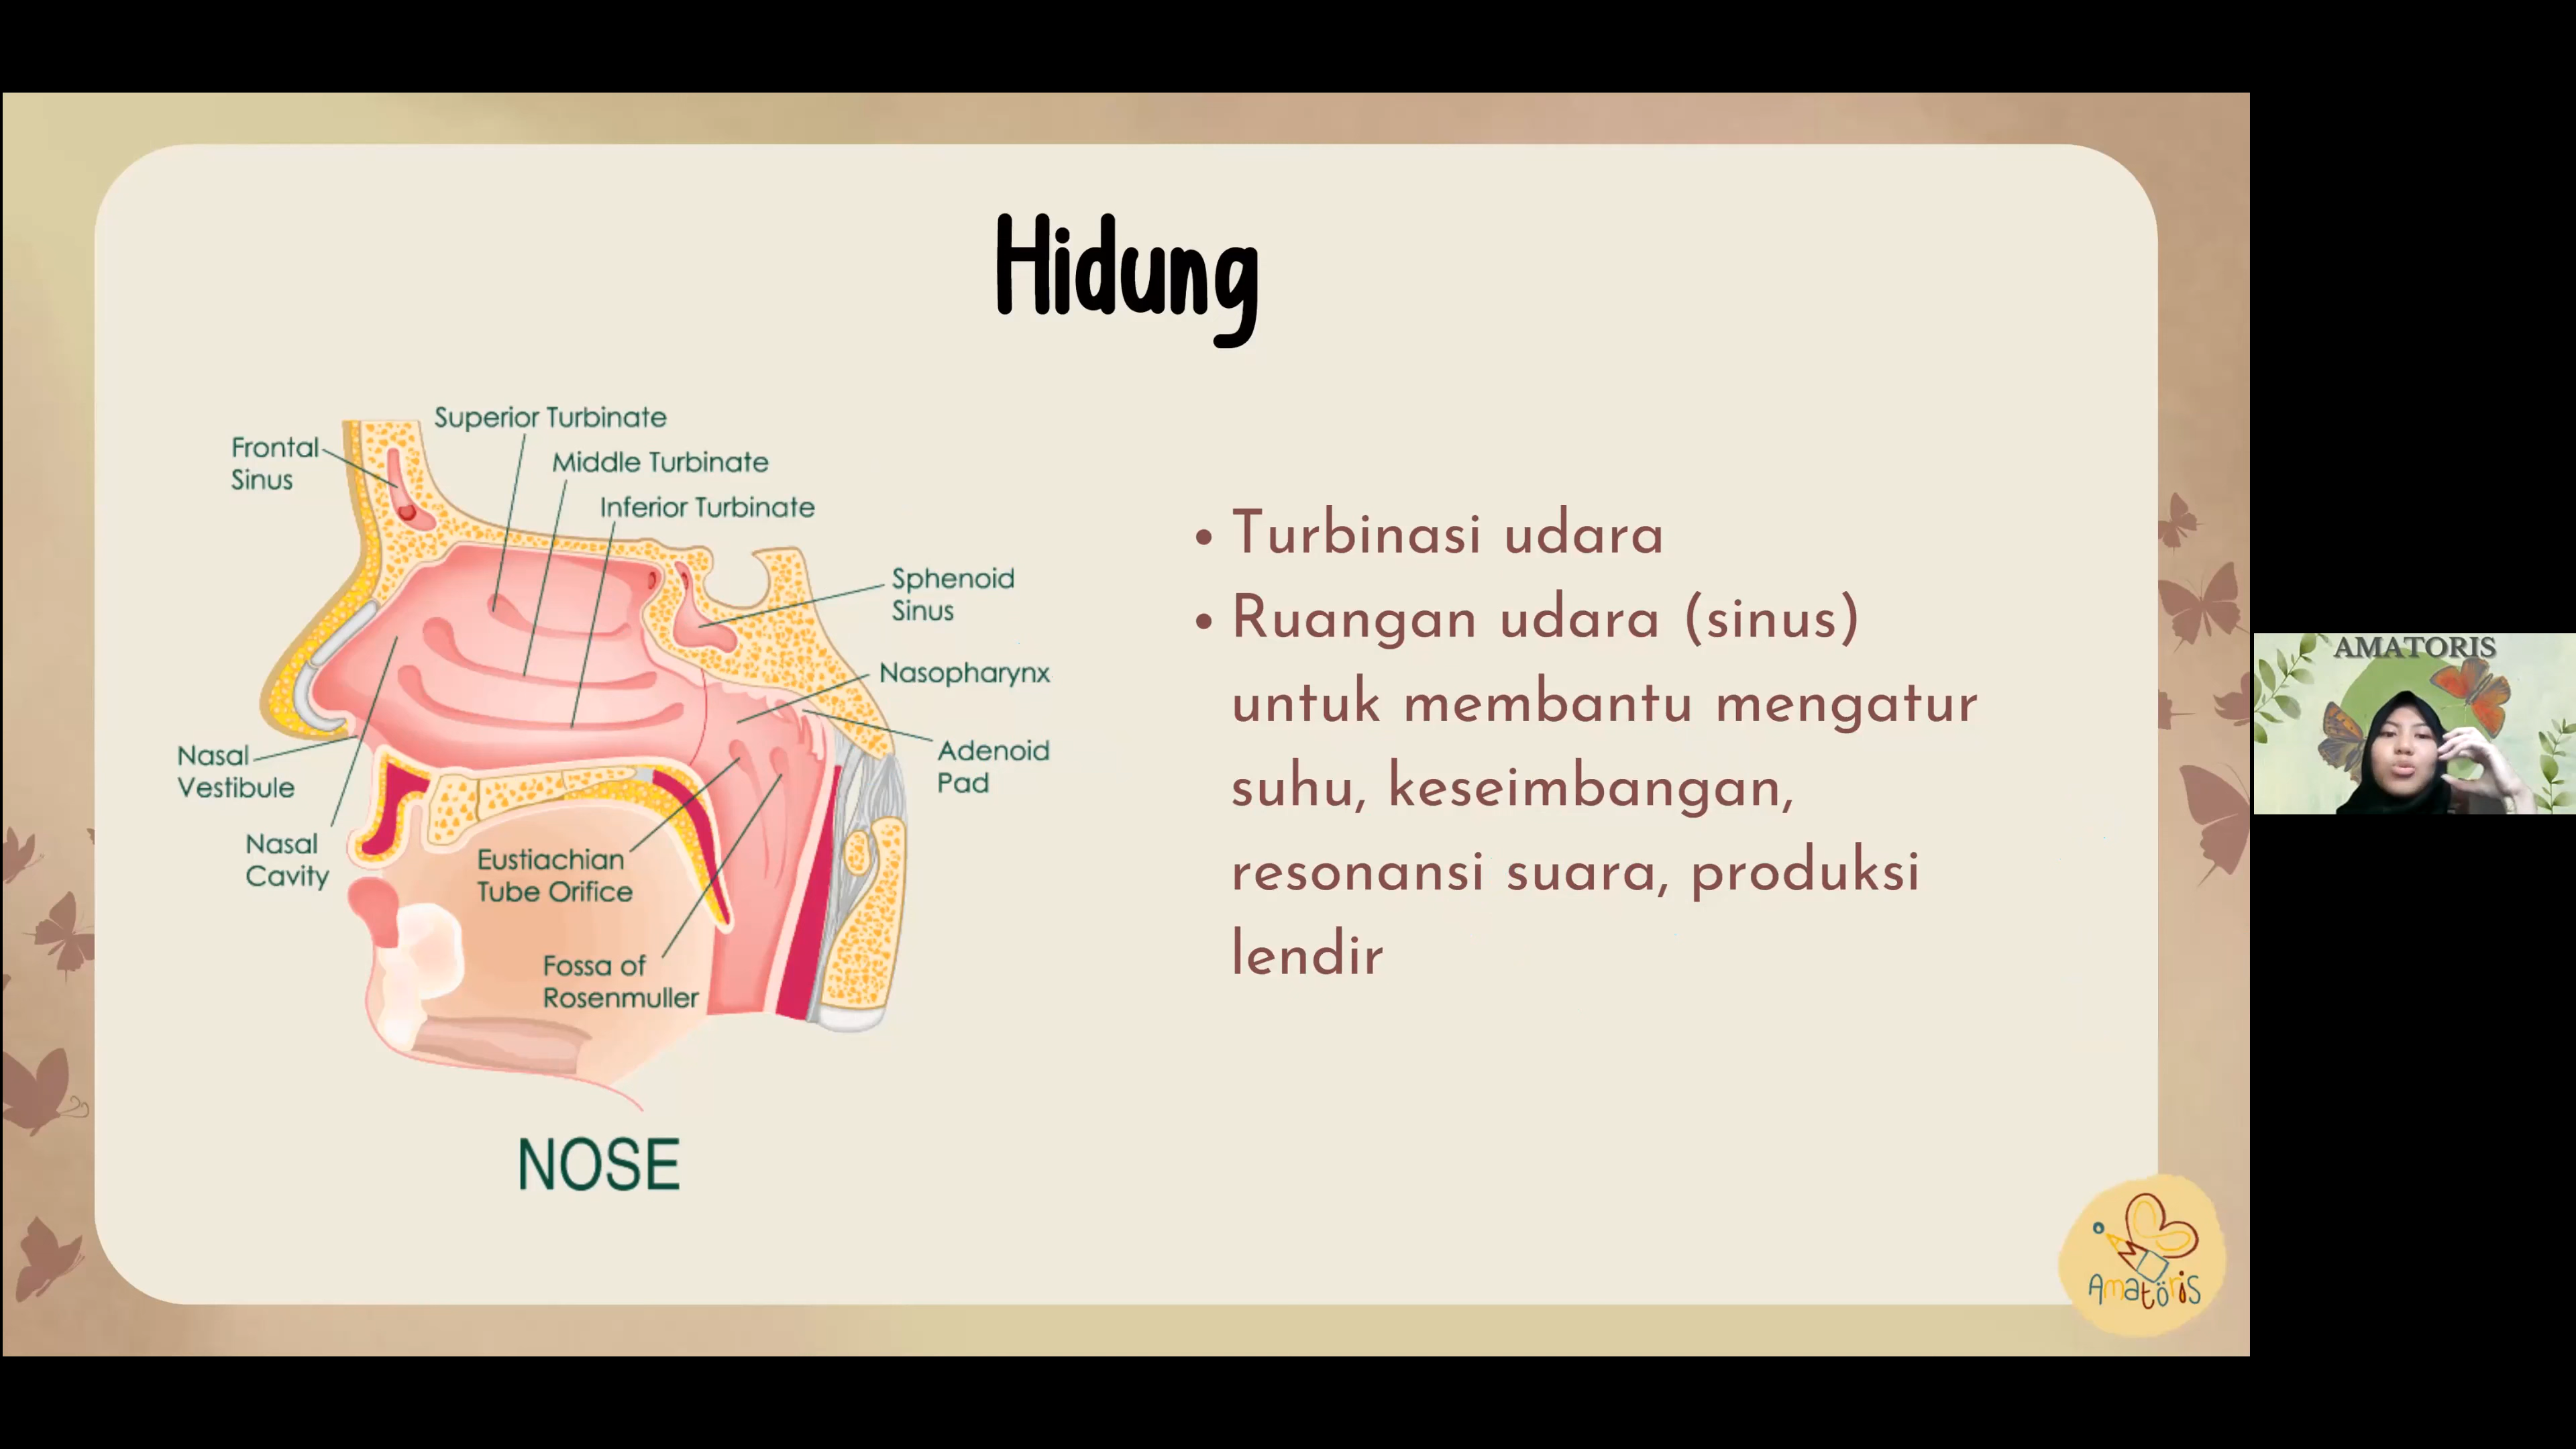 Hidung
Superior Turbinate
Frontal
Sinus
Middle Turbinate
Inferior Turbinate
Sphenoid
Sinus
Nasopharynx
Adenoid
Pad
Nasal
Vestibule
Nasal
Cavity
Eustiachian
Tube Orifice
Fossa of
Rosenmuller
NOSE
• Turbinasi udara
• Ruangan udara (sinus)
untuk membantu mengatur
suhu, keseimbangan,
resonansi suara, produksi
lendir
AMATORIS
Amatöris